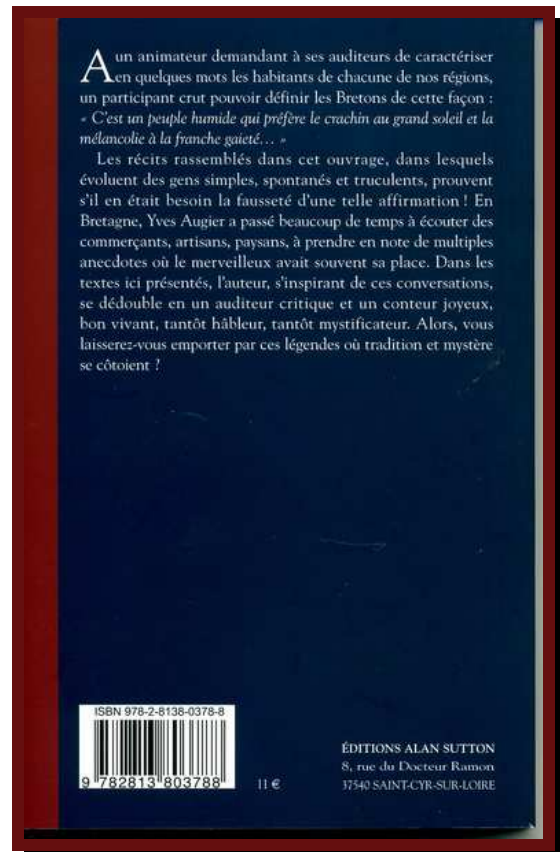 A un animateur demandant à ses auditeurs de caractériser
en quelques mots les habitants de chacune de nos régions,
un participant crut pouvoir définir les Bretons de cette façon :
« C'est un peuple humide qui préfère le crachin au grand soleil et la
mélancolie à la franche gaieté… »
Les récits rassemblés dans cet ouvrage, dans lesquels
évoluent des gens simples, spontanés et truculents, prouvent
s'il en était besoin la fausseté d'une telle affirmation ! En
Bretagne, Yves Augier a passé beaucoup de temps à écouter des
commerçants, artisans, paysans, à prendre en note de multiples
anecdotes où le merveilleux avait souvent sa place. Dans les
textes ici présentés, l'auteur, s'inspirant de ces conversations,
se dédouble en un auditeur critique et un conteur joyeux,
bon vivant, tantôt hâbleur, tantôt mystificateur. Alors, vous
laisserez-vous emporter par ces légendes où tradition et mystère
se côtoient ?
ISBN 978-2-8138-0378-8
9 782813 803788
11 €
ÉDITIONS ALAN SUTTON
8, rue du Docteur Ramon
37540 SAINT-CYR-SUR-LOIRE